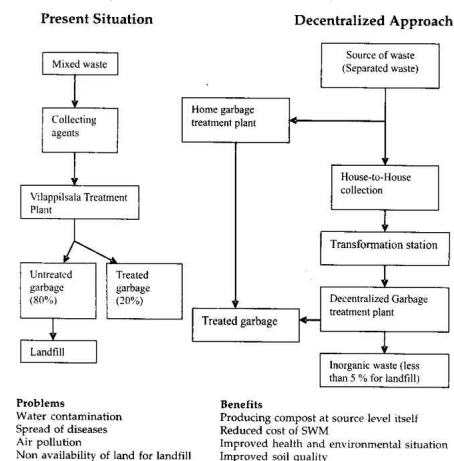 Present Situation
Mixed waste
Collecting
agents
Vilappilsala Treatment
Plant
Untreated
garbage
(80%)
Treated
garbage
(20%)
Landfill
Problems
Water contamination
Spread of diseases
Air pollution
Non availability of land for landfill
Decentralized Approach
Source of waste
(Separated waste)
Home garbage
treatment plant
House-to-House
collection
Transformation station
Decentralized Garbage
treatment plant
Treated garbage
Inorganic waste (less
than 5 % for landfill)
Benefits
Producing compost at source level itself
Reduced cost of SWM
Improved health and environmental situation
Improved soil quality